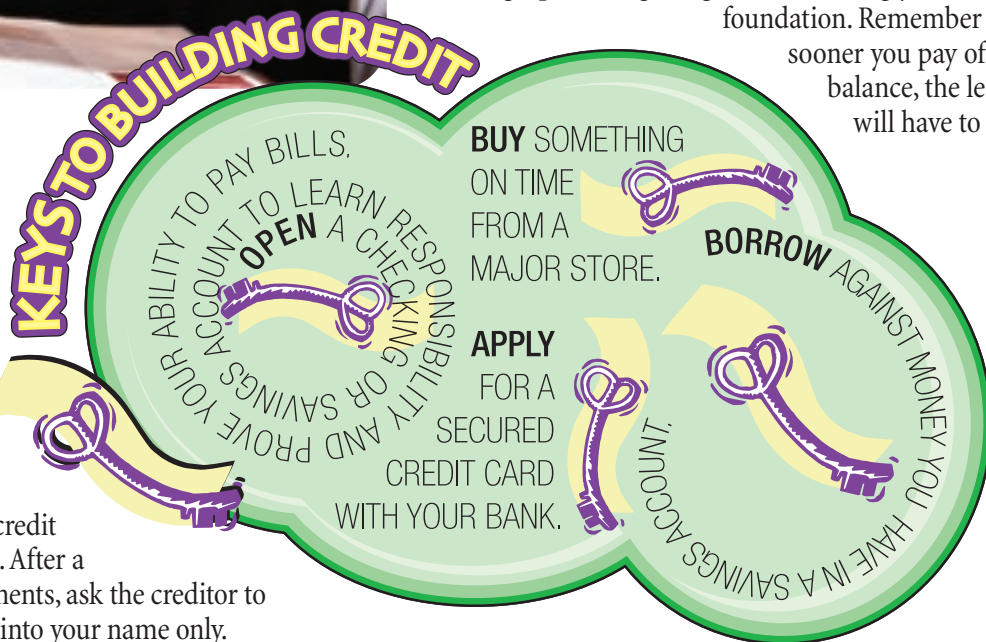 foundation. Remember
sooner you pay
balance, the
will have to
KEYS TO BUILDING CREDIT
OPEN A CHECKING OR SAVINGS ACCOUNT TO LEARN RESPONSIBILITY AND PROVE YOUR ABILITY TO PAY BILLS.
BUY SOMETHING
ON TIME
FROM A
MAJOR STORE.
APPLY
FOR A
SECURED
CREDIT CARD
WITH YOUR BANK.
BORROW AGAINST MONEY YOU HAVE IN A SAVINGS ACCOUNT.
credit
. After a
ask the creditor to
into your name only.